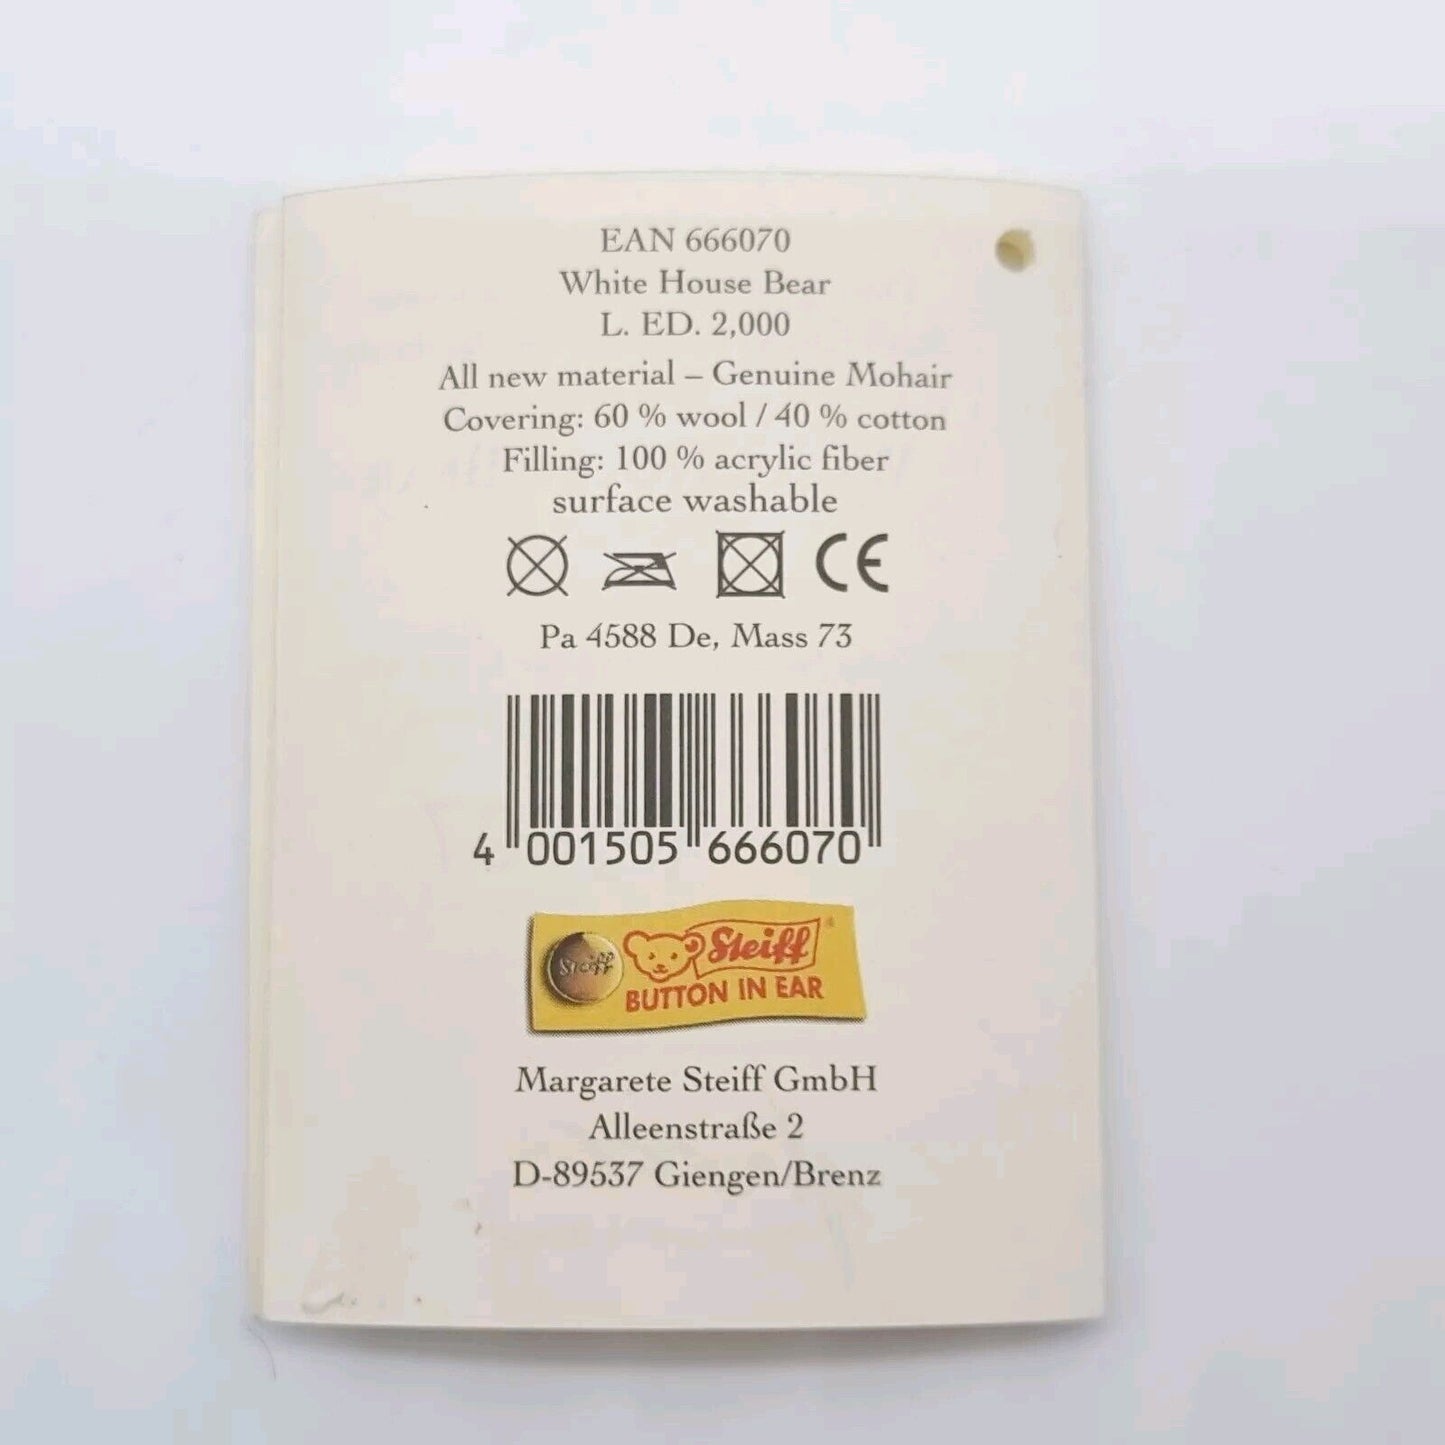 EAN 666070
White House Bear
L. ED. 2,000
All new material – Genuine Mohair
Covering: 60 % wool / 40 % cotton
Filling: 100 % acrylic fiber
surface washable
CE
Pa 4588 De, Mass 73
4 001505 666070
Steiff
Steiff ®
BUTTON IN EAR
Margarete Steiff GmbH
Alleenstraße 2
D-89537 Giengen/Brenz